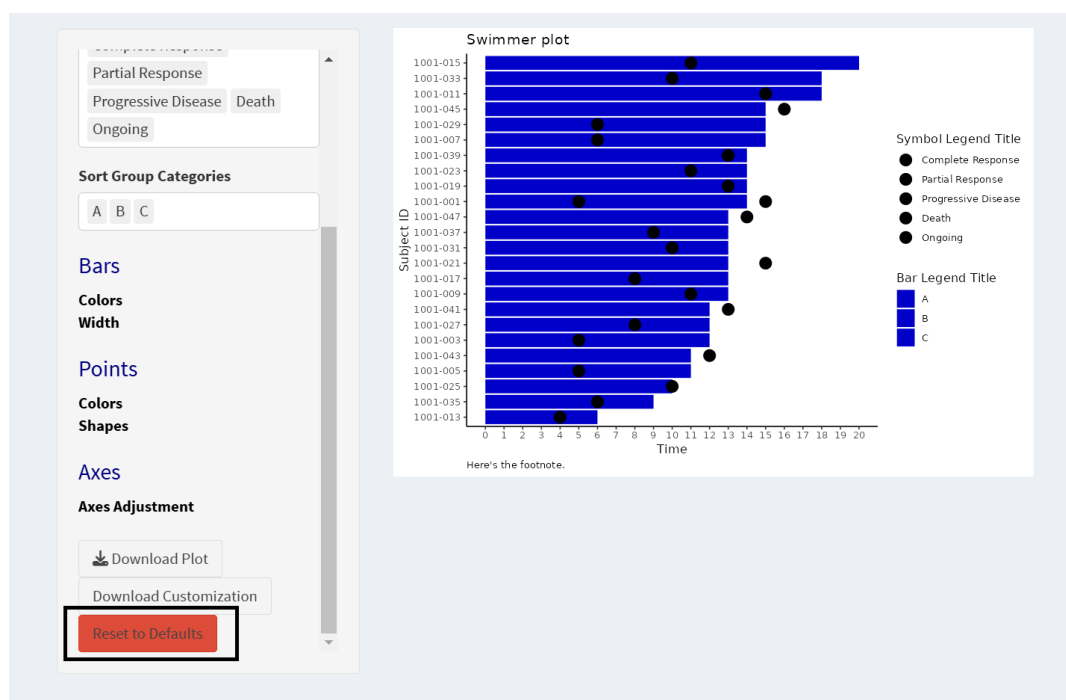 Complete Response
Partial Response
Progressive Disease Death
Ongoing
Sort Group Categories
A B C
Bars
Colors
Width
Points
Colors
Shapes
Axes
Axes Adjustment
Download Plot
Download Customization
Reset to Defaults
Swimmer plot
Subject ID
1001-015
1001-033
1001-011
1001-045
1001-029
1001-007
1001-039
1001-023
1001-019
1001-001
1001-047
1001-037
1001-031
1001-021
1001-017
1001-009
1001-041
1001-027
1001-003
1001-043
1001-005
1001-025
1001-035
1001-013
0 1 2 3 4 5 6 7 8 9 10 11 12 13 14 15 16 17 18 19 20
Time
Here's the footnote.
Symbol Legend Title
Complete Response
Partial Response
Progressive Disease
Death
Ongoing
Bar Legend Title
A
B
C